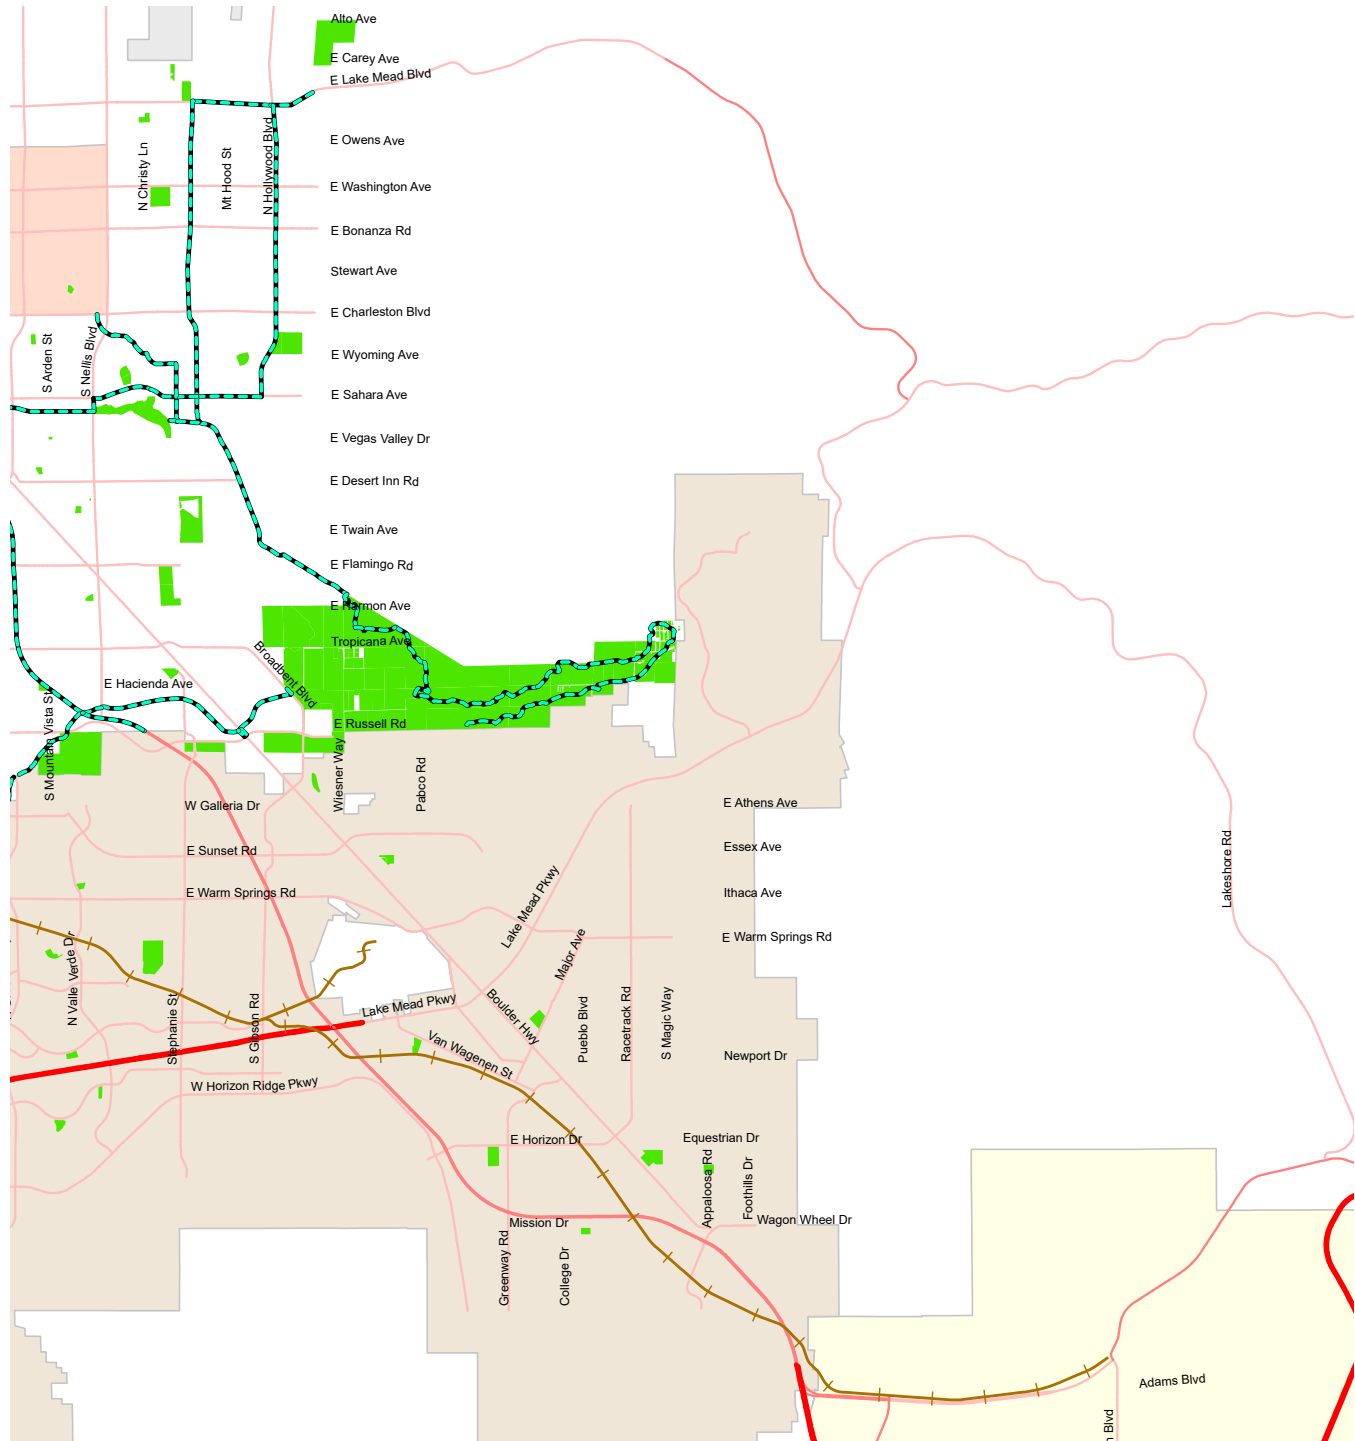 Alto Ave
E Carey Ave
E Lake Mead Blvd
E Owens Ave
N Christy Ln
Mt Hood St
N Hollywood Blvd
E Washington Ave
E Bonanza Rd
Stewart Ave
E Charleston Blvd
S Arden St
S Nellis Blvd
E Wyoming Ave
E Sahara Ave
E Vegas Valley Dr
E Desert Inn Rd
E Twain Ave
E Flamingo Rd
E Harmon Ave
Tropicana Ave
Broadbent Blvd
E Hacienda Ave
S Mountain Vista St
E Russell Rd
Wiesner Way
Pabco Rd
W Galleria Dr
E Athens Ave
E Sunset Rd
Essex Ave
Lakeshore Rd
E Warm Springs Rd
Ithaca Ave
Lake Mead Pkwy
E Warm Springs Rd
Major Ave
N Valle Verde Dr
Stephanie St
S Gibson Rd
Lake Mead Pkwy
Boulder Hwy
Pueblo Blvd
Racetrack Rd
S Magic Way
Van Wagenen St
Newport Dr
W Horizon Ridge Pkwy
E Horizon Dr
Equestrian Dr
Appaloosa Rd
Foothills Dr
Mission Dr
Wagon Wheel Dr
Greenway Rd
College Dr
Adams Blvd
n Blvd